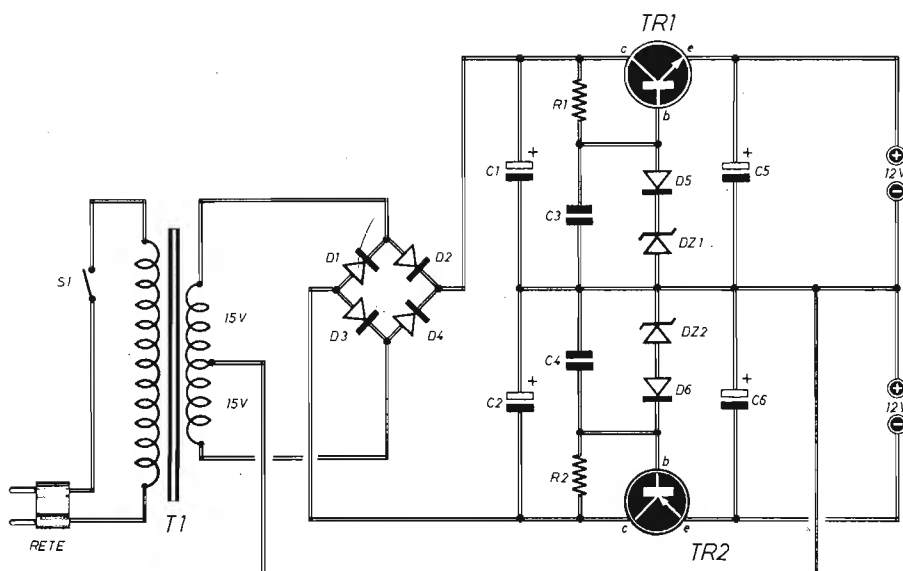 TR1
c
e
b
R1
+
C1
D5
+
C5
+
12V
−
C3
DZ1
S1
D1
D2
15V
D3
D4
15V
DZ2
C4
D6
+
C2
+
C6
+
12V
−
b
R2
c
e
T1
RETE
TR2